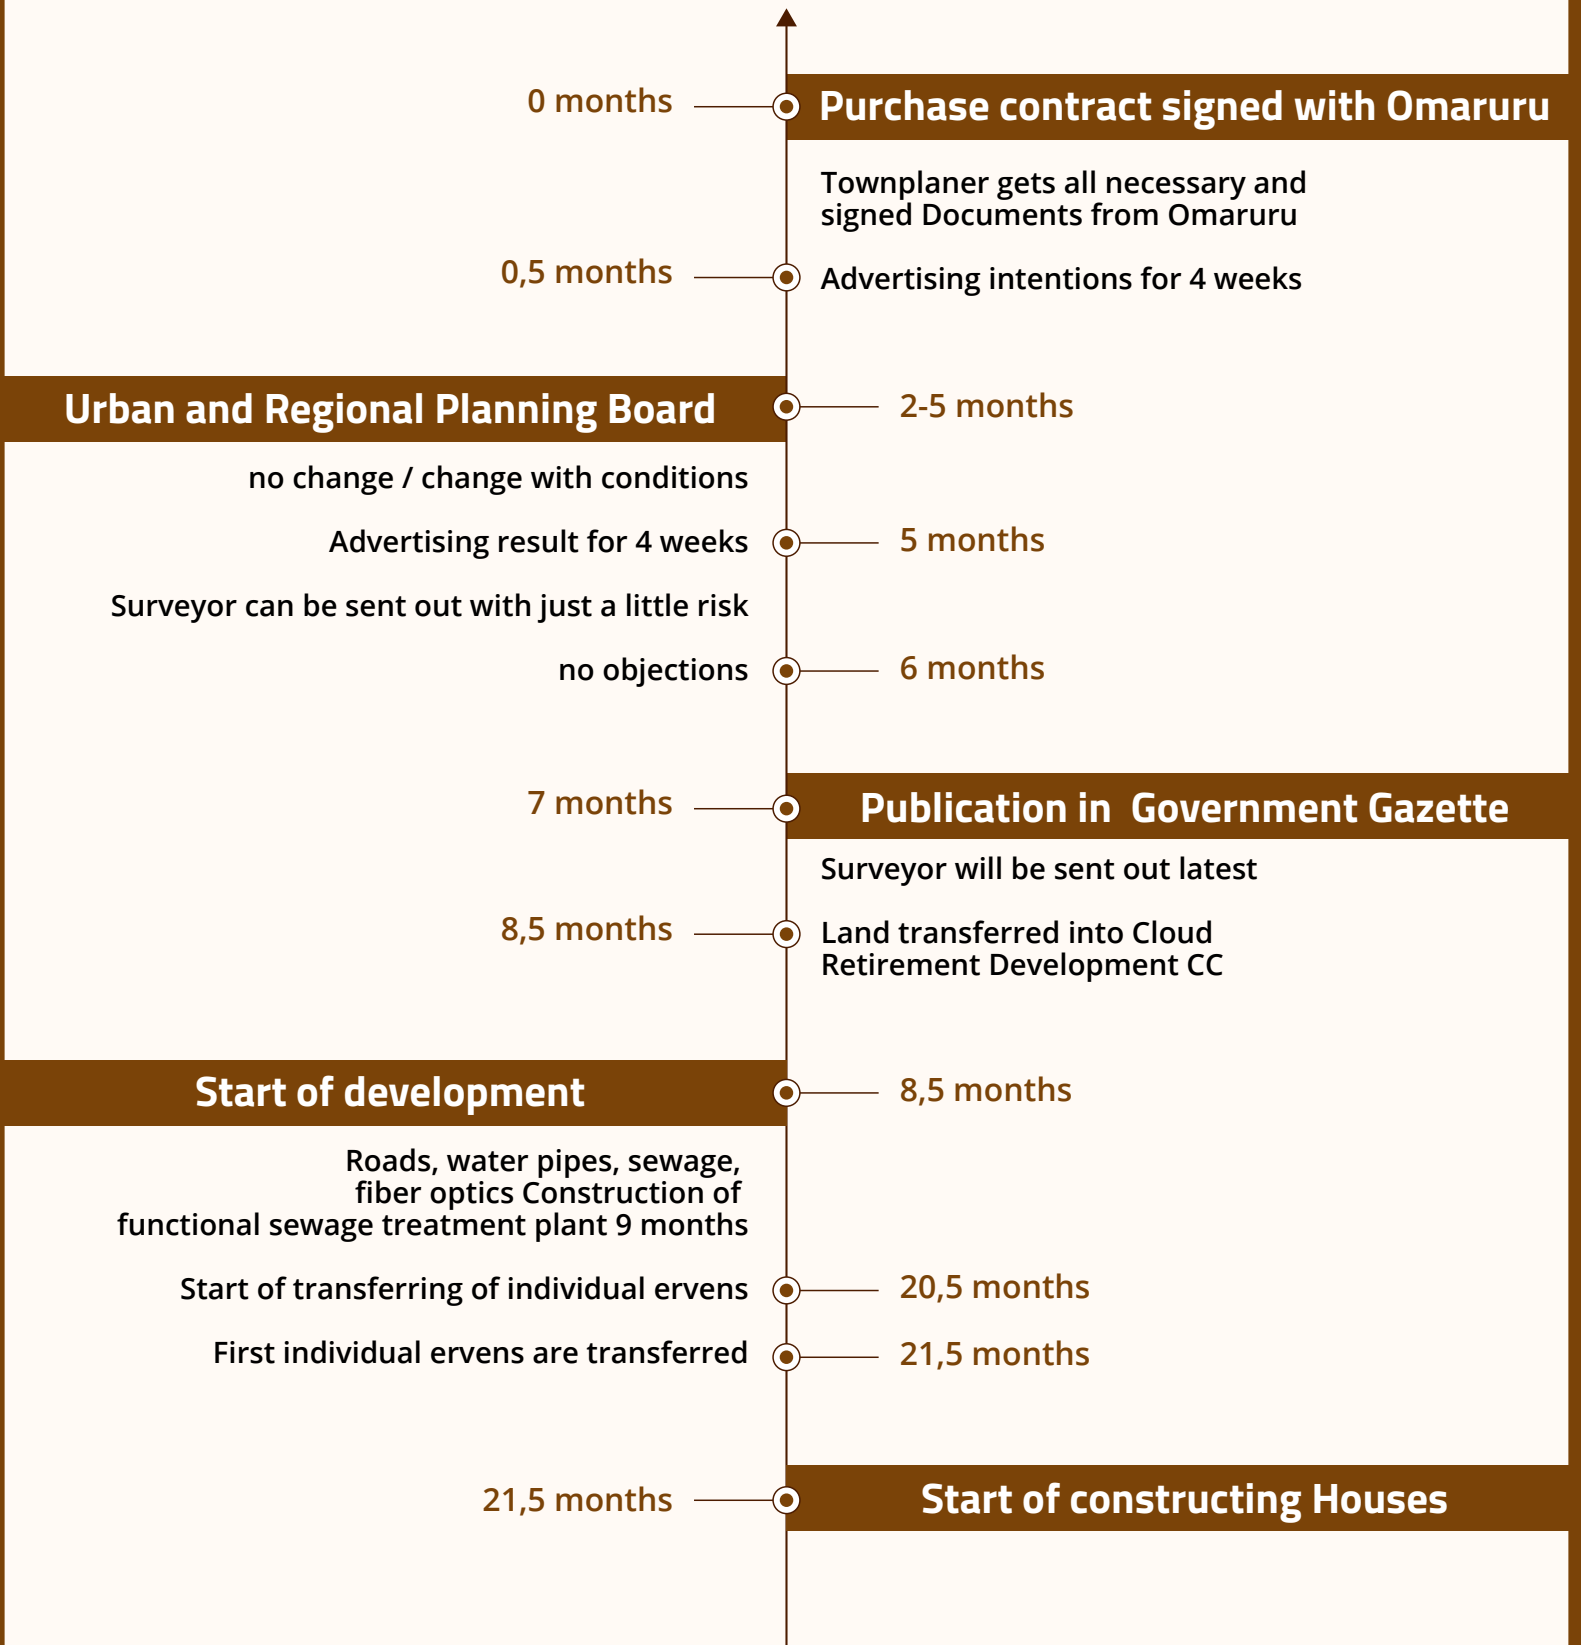 0 months
Purchase contract signed with Omaruru
Townplaner gets all necessary and
signed Documents from Omaruru
0,5 months
Advertising intentions for 4 weeks
Urban and Regional Planning Board
2-5 months
no change / change with conditions
Advertising result for 4 weeks
5 months
Surveyor can be sent out with just a little risk
no objections
6 months
7 months
Publication in  Government Gazette
Surveyor will be sent out latest
8,5 months
Land transferred into Cloud
Retirement Development CC
Start of development
8,5 months
Roads, water pipes, sewage,
fiber optics Construction of
functional sewage treatment plant 9 months
Start of transferring of individual ervens
20,5 months
First individual ervens are transferred
21,5 months
21,5 months
Start of constructing Houses